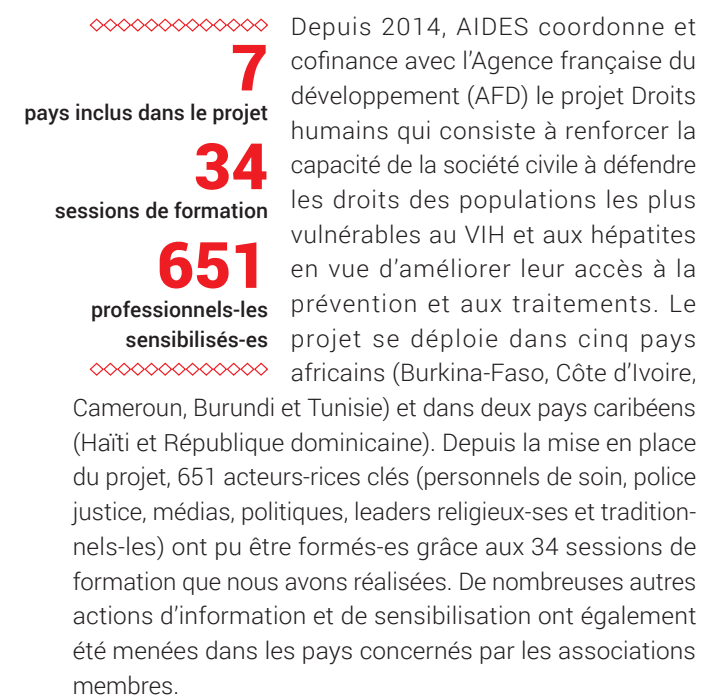 7
pays inclus dans le projet
34
sessions de formation
651
professionnels-les
sensibilisés-es
Depuis 2014, AIDES coordonne et
cofinance avec l’Agence française du
développement (AFD) le projet Droits
humains qui consiste à renforcer la
capacité de la société civile à défendre
les droits des populations les plus
vulnérables au VIH et aux hépatites
en vue d’améliorer leur accès à la
prévention et aux traitements. Le
projet se déploie dans cinq pays
africains (Burkina-Faso, Côte d’Ivoire,
Cameroun, Burundi et Tunisie) et dans deux pays caribéens
(Haïti et République dominicaine). Depuis la mise en place
du projet, 651 acteurs-rices clés (personnels de soin, police
justice, médias, politiques, leaders religieux-ses et tradition-
nels-les) ont pu être formés-es grâce aux 34 sessions de
formation que nous avons réalisées. De nombreuses autres
actions d’information et de sensibilisation ont également
été menées dans les pays concernés par les associations
membres.